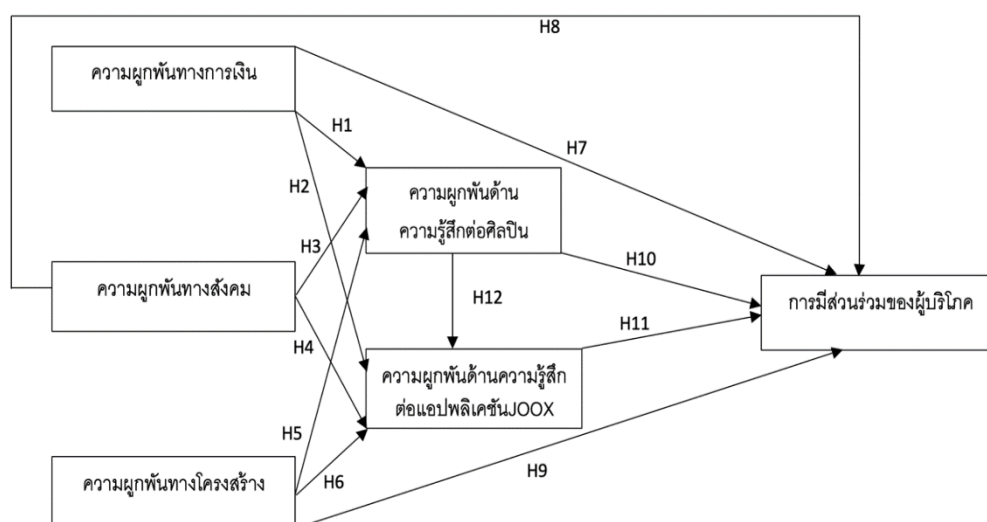 H8
ความผูกพันทางการเงิน
H1
H7
H2
ความผูกพันด้าน
ความรู้สึกต่อศิลปิน
H3
H10
ความผูกพันทางสังคม
การมีส่วนร่วมของผู้บริโภค
H12
H11
H4
ความผูกพันด้านความรู้สึก
ต่อแอปพลิเคชันJOOX
H5
H6
H9
ความผูกพันทางโครงสร้าง